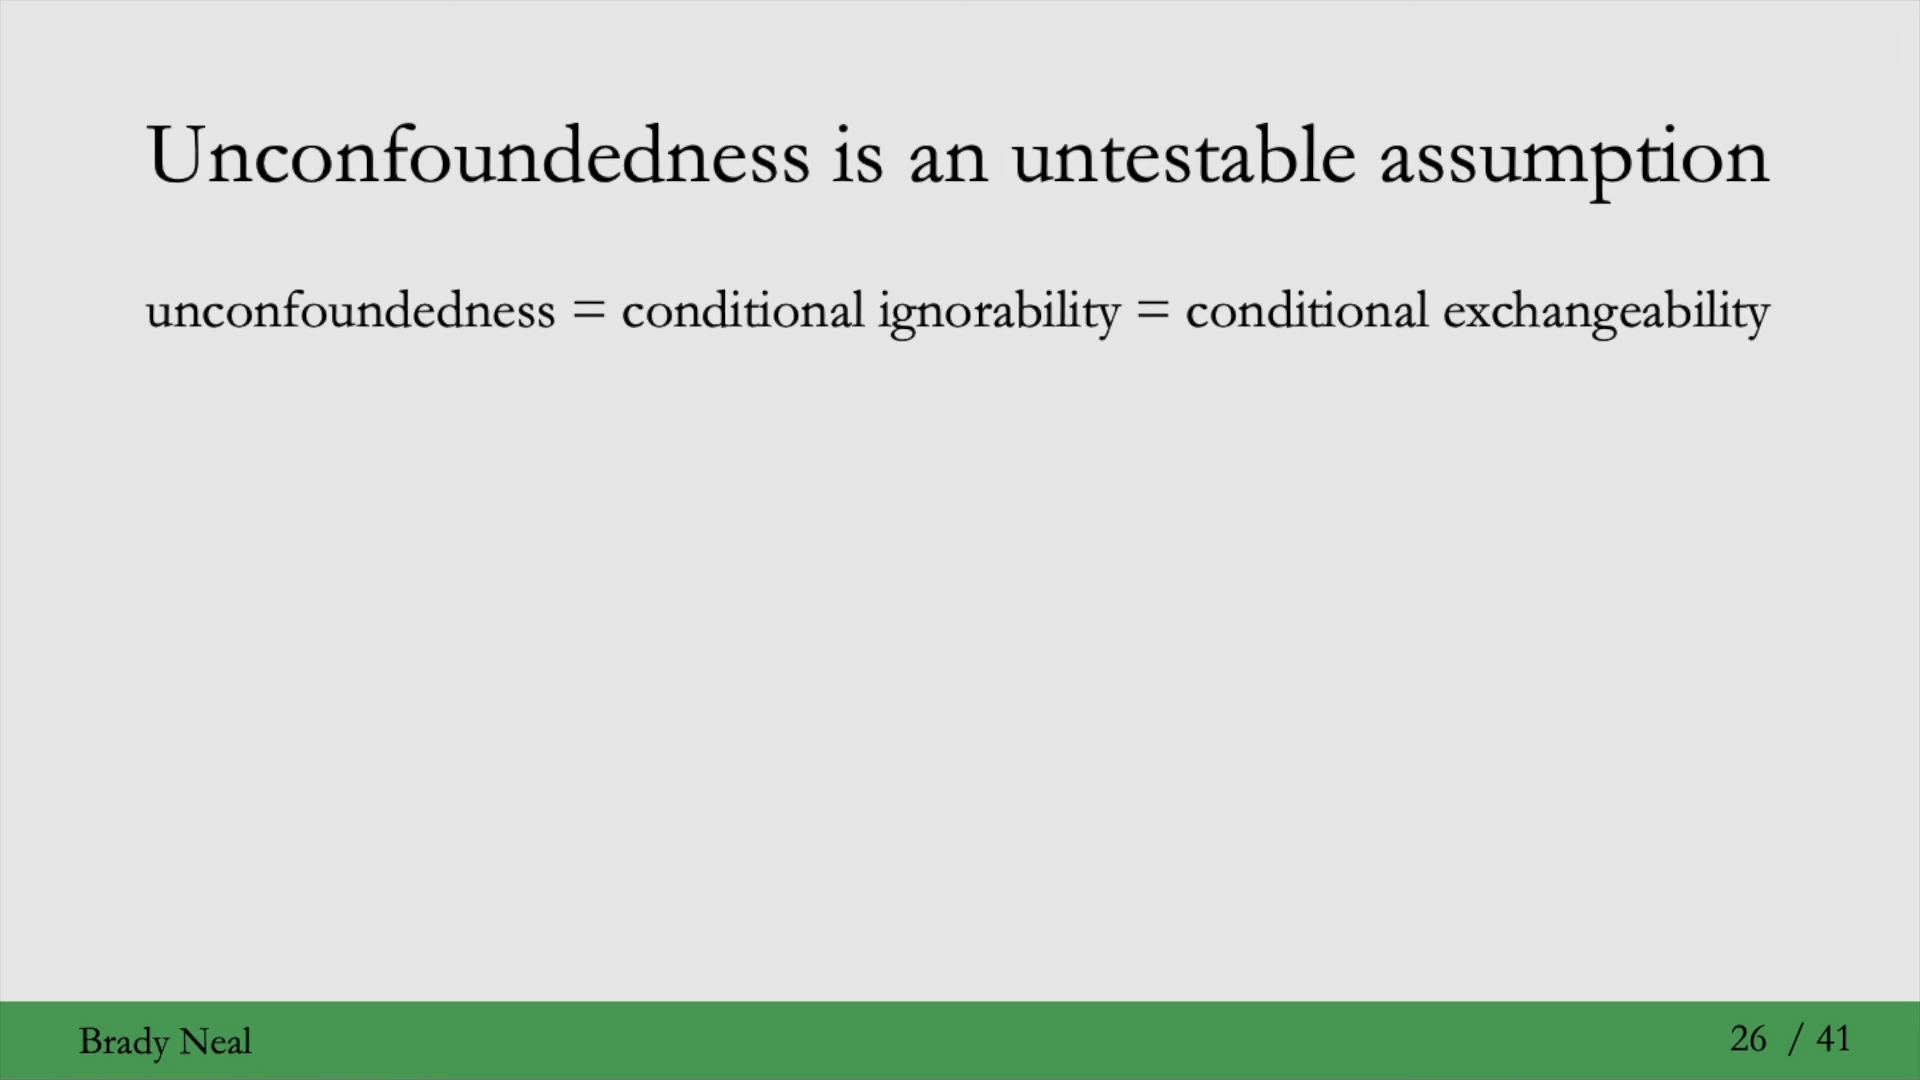 Unconfoundedness is an untestable assumption
unconfoundedness = conditional ignorability = conditional exchangeability
Brady Neal
26 / 41